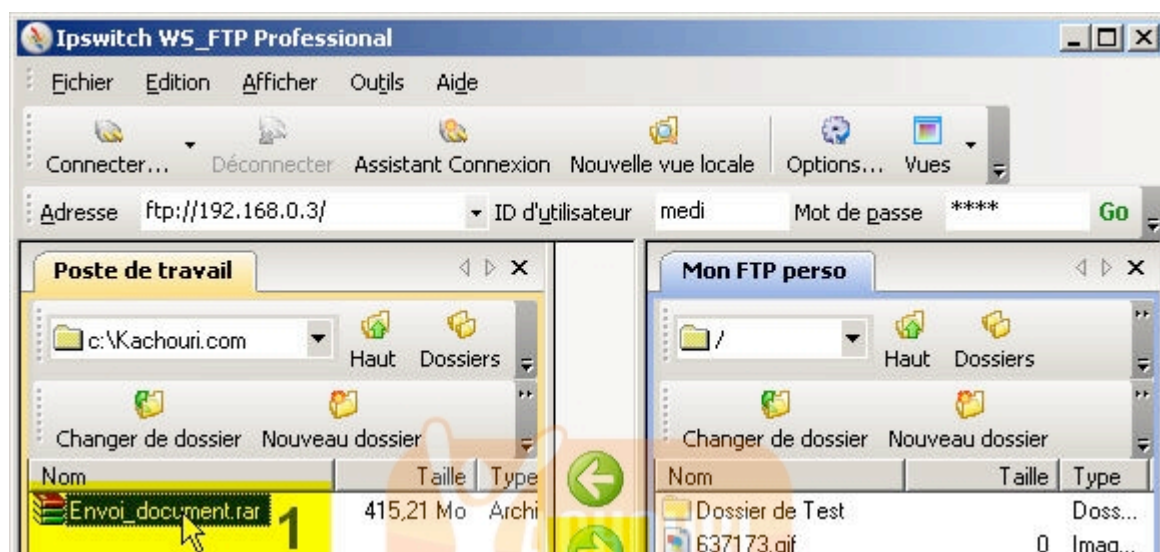 Ipswitch WS_FTP Professional
Fichier Edition Afficher Outils Aide
Connecter... Déconnecter Assistant Connexion Nouvelle vue locale Options... Vues
Adresse ftp://192.168.0.3/ ID d'utilisateur medi Mot de passe **** Go
Poste de travail
c:\Kachouri.com Haut Dossiers
Changer de dossier Nouveau dossier
Nom Taille Type
Envoi_document.rar 415,21 Mo Archi
1
Mon FTP perso
/ Haut Dossiers
Changer de dossier Nouveau dossier
Nom Taille Type
Dossier de Test Doss...
637173.gif 0 Imag...